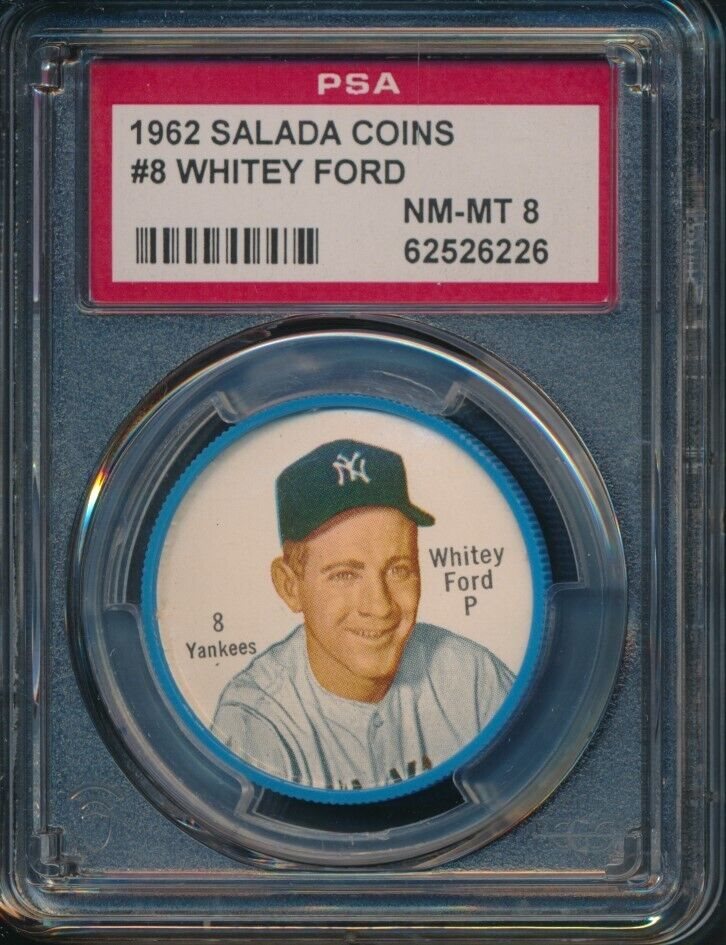 PSA
1962 SALADA COINS
#8 WHITEY FORD
NM-MT 8
62526226
NY
Whitey
Ford
P
8
Yankees